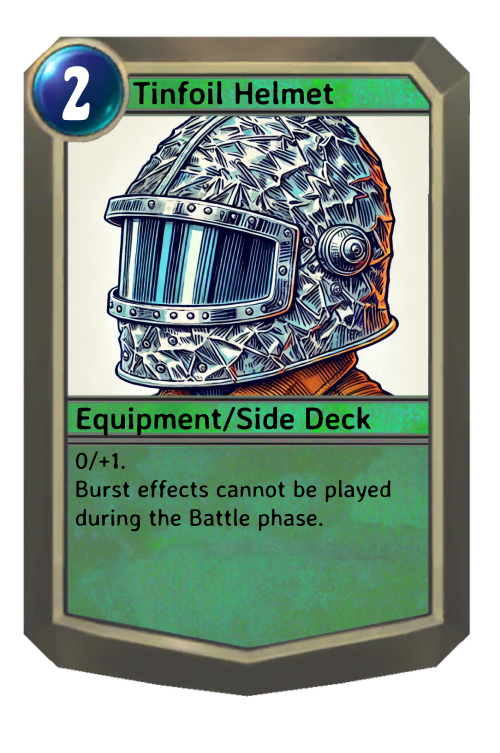 2
Tinfoil Helmet
Equipment/Side Deck
0/+1.
Burst effects cannot be played
during the Battle phase.